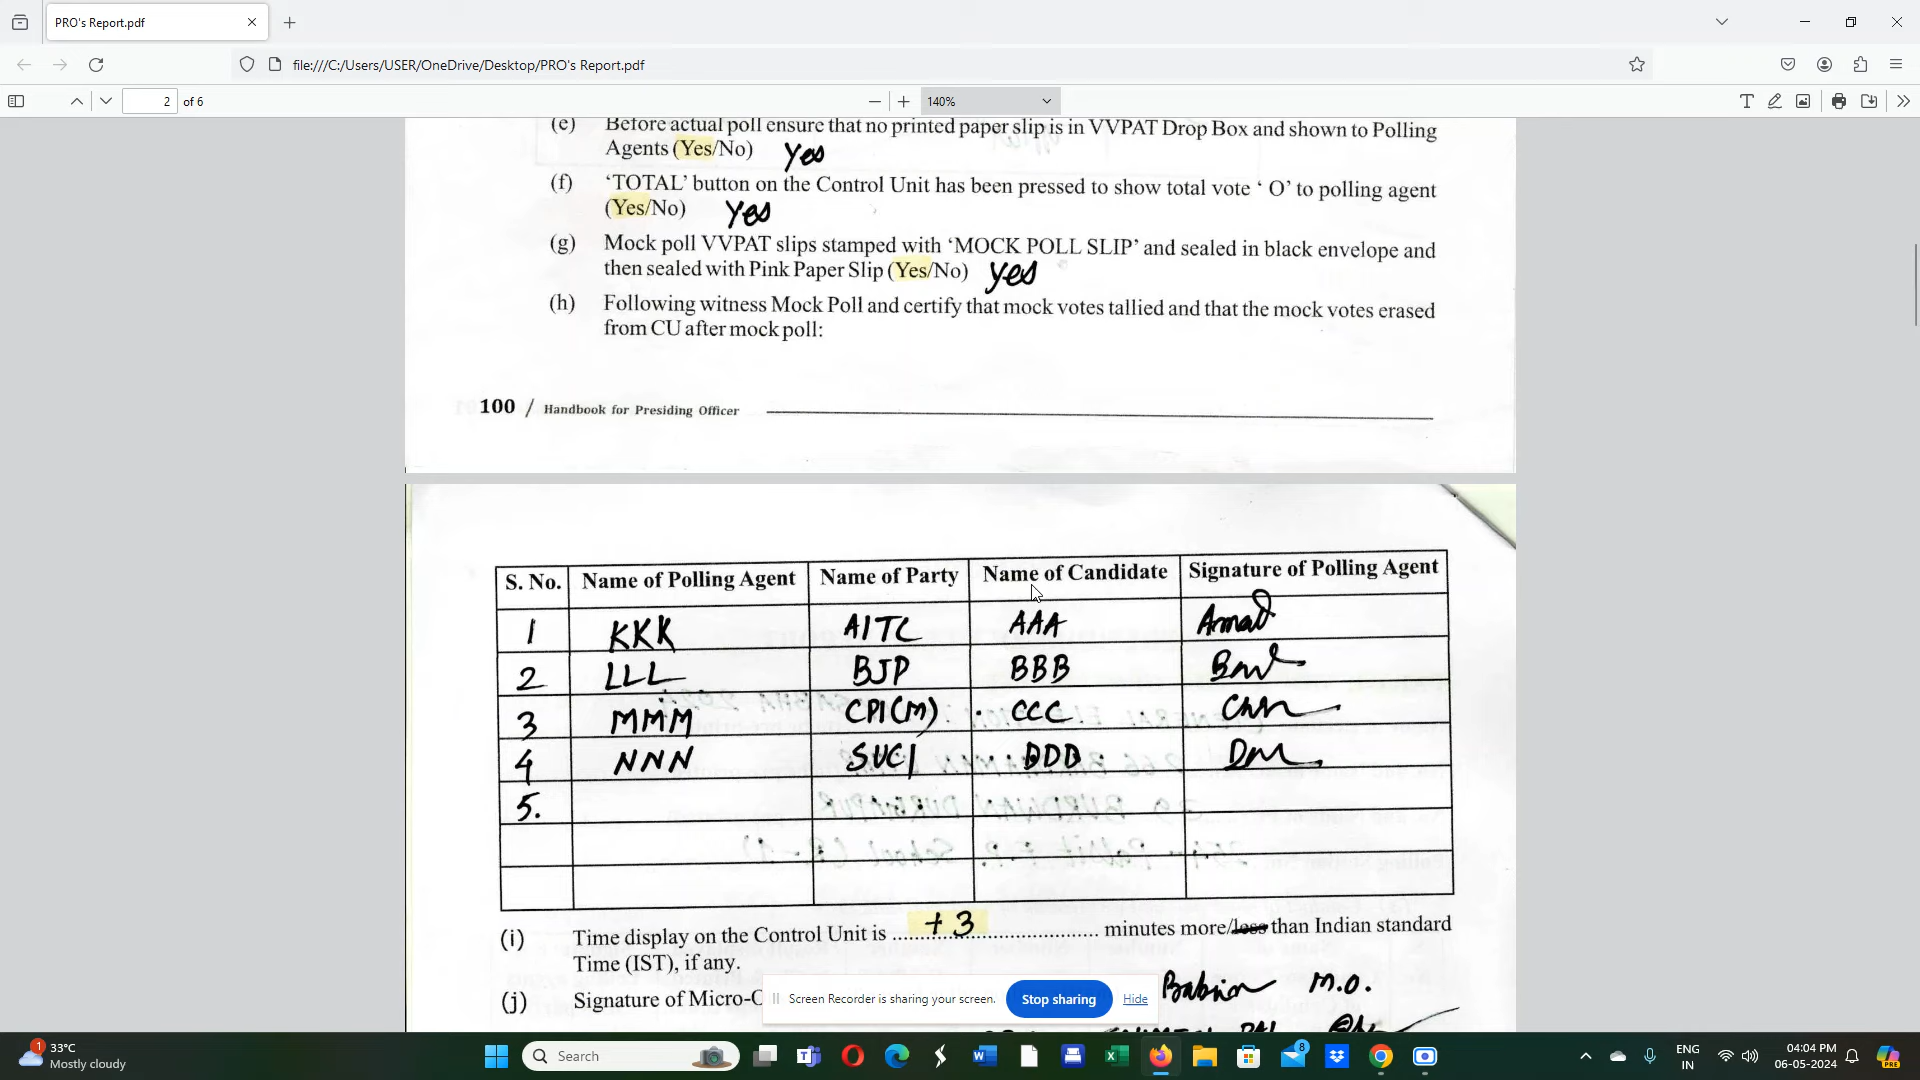 PRO's Report.pdf
file:///C:/Users/USER/OneDrive/Desktop/PRO's Report.pdf
2 of 6
140%
(e) Before actual poll ensure that no printed paper slip is in VVPAT Drop Box and shown to Polling
Agents (Yes/No) Yes
(f) ‘TOTAL’ button on the Control Unit has been pressed to show total vote ‘ O’ to polling agent
(Yes/No) Yes
(g) Mock poll VVPAT slips stamped with ‘MOCK POLL SLIP’ and sealed in black envelope and
then sealed with Pink Paper Slip (Yes/No) Yes
(h) Following witness Mock Poll and certify that mock votes tallied and that the mock votes erased
from CU after mock poll:
100 / Handbook for Presiding Officer
S. No. Name of Polling Agent Name of Party Name of Candidate Signature of Polling Agent
1 KKK AITC AAA
2 LLL BJP BBB
3 MMM CPI(M) CCC
4 NNN SUCI DDD
5.
(i) Time display on the Control Unit is + 3 minutes more/less than Indian standard
Time (IST), if any.
(j) Signature of Micro-O M.O.
Screen Recorder is sharing your screen. Stop sharing Hide
1 33°C
Mostly cloudy
Search
8
ENG
IN
04:04 PM
06-05-2024
PRE